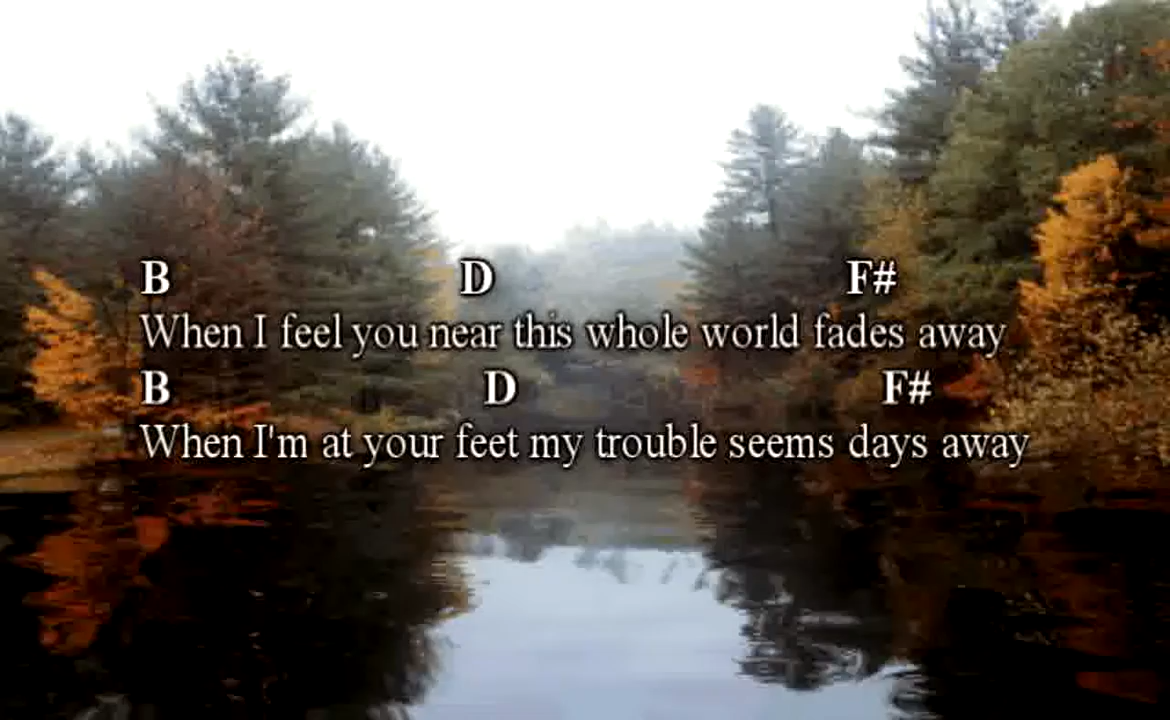 B D F#
When I feel you near this whole world fades away
B D F#
When I'm at your feet my trouble seems days away